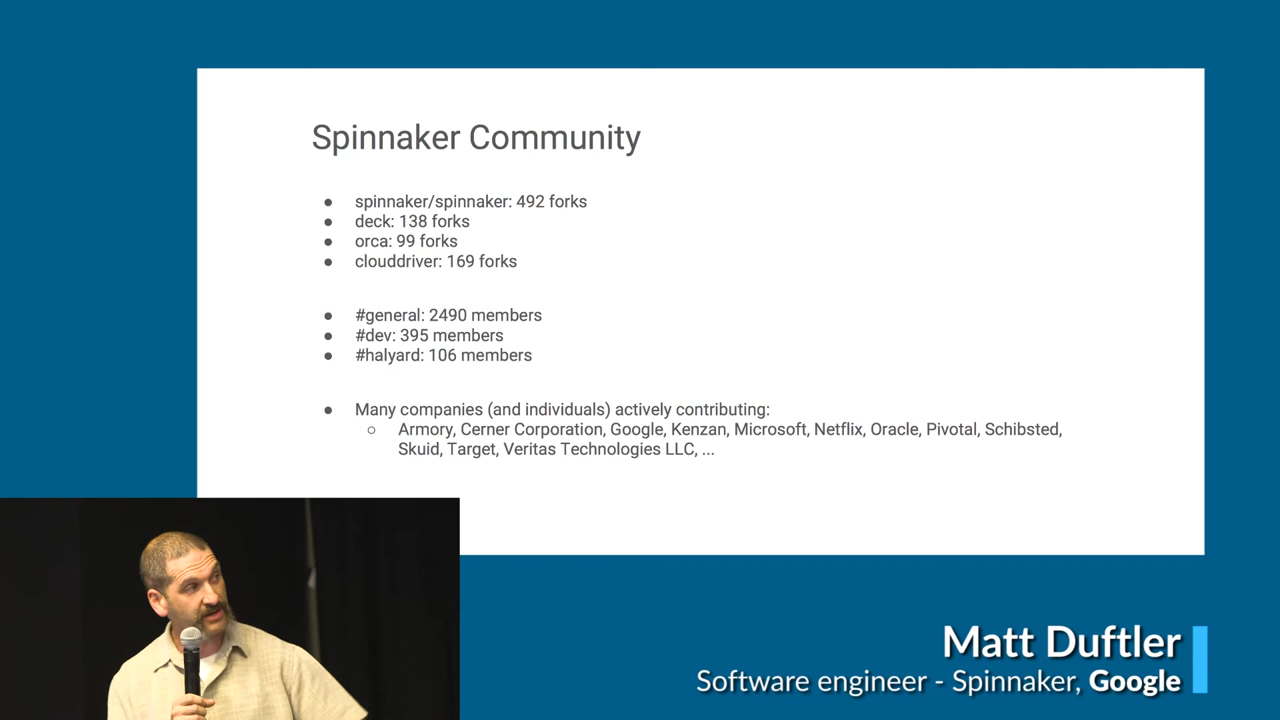 Spinnaker Community
● spinnaker/spinnaker: 492 forks
● deck: 138 forks
● orca: 99 forks
● clouddriver: 169 forks
● #general: 2490 members
● #dev: 395 members
● #halyard: 106 members
● Many companies (and individuals) actively contributing:
○ Armory, Cerner Corporation, Google, Kenzan, Microsoft, Netflix, Oracle, Pivotal, Schibsted,
Skuid, Target, Veritas Technologies LLC, ...
Matt Duftler
Software engineer - Spinnaker, Google